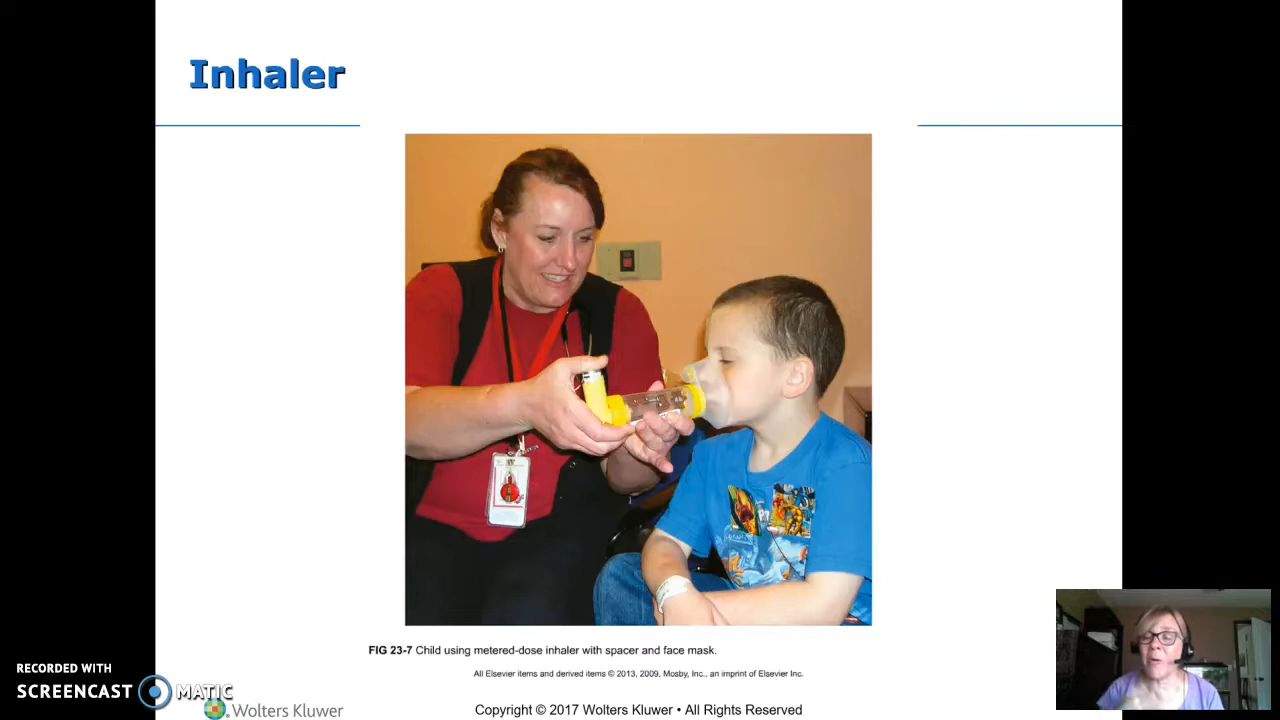 Inhaler
FIG 23-7 Child using metered-dose inhaler with spacer and face mask.
All Elsevier items and derived items © 2013, 2009, Mosby, Inc., an imprint of Elsevier Inc.
RECORDED WITH
SCREENCAST MATIC
Wolters Kluwer
Copyright © 2017 Wolters Kluwer • All Rights Reserved